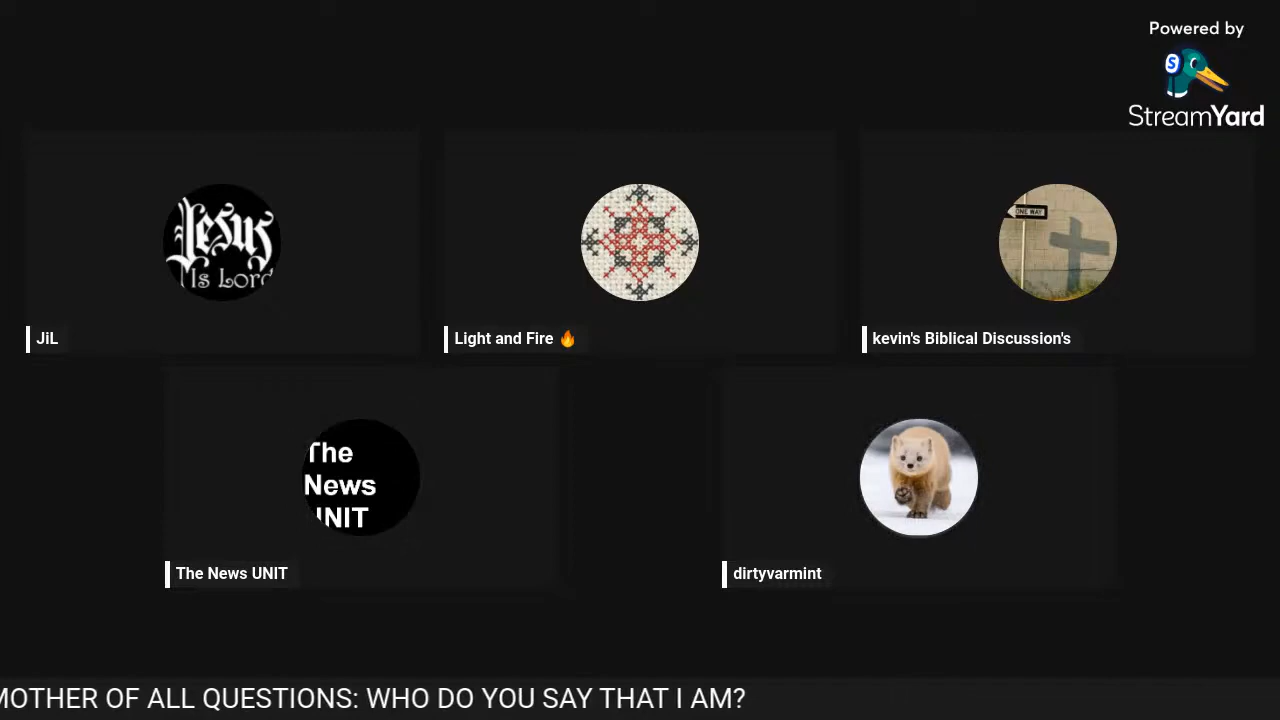 Powered by
S
StreamYard
Jesus
Is Lord
ONE WAY
JiL
Light and Fire 🔥
kevin's Biblical Discussion's
The
News
UNIT
The News UNIT
dirtyvarmint
MOTHER OF ALL QUESTIONS: WHO DO YOU SAY THAT I AM?